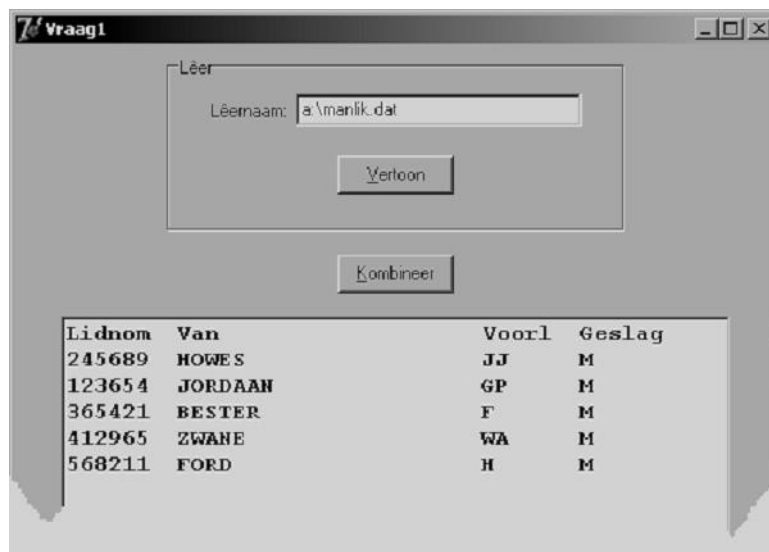 Vraag1
Lêer
Lêernaam: a:\manlik.dat
Vertoon
Kombineer
Lidnom Van Voorl Geslag
245689 HOWES JJ M
123654 JORDAAN GP M
365421 BESTER F M
412965 ZWANE WA M
568211 FORD H M